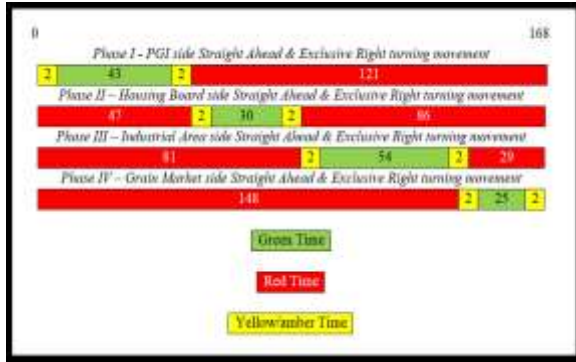 0 168
Phase I - PGI side Straight Ahead & Exclusive Right turning movement
2 43 2 121
Phase II – Housing Board side Straight Ahead & Exclusive Right turning movement
47 2 30 2 86
Phase III – Industrial Area side Straight Ahead & Exclusive Right turning movement
81 2 54 2 29
Phase IV – Grain Market side Straight Ahead & Exclusive Right turning movement
148 2 25 2
Green Time
Red Time
Yellow/amber Time